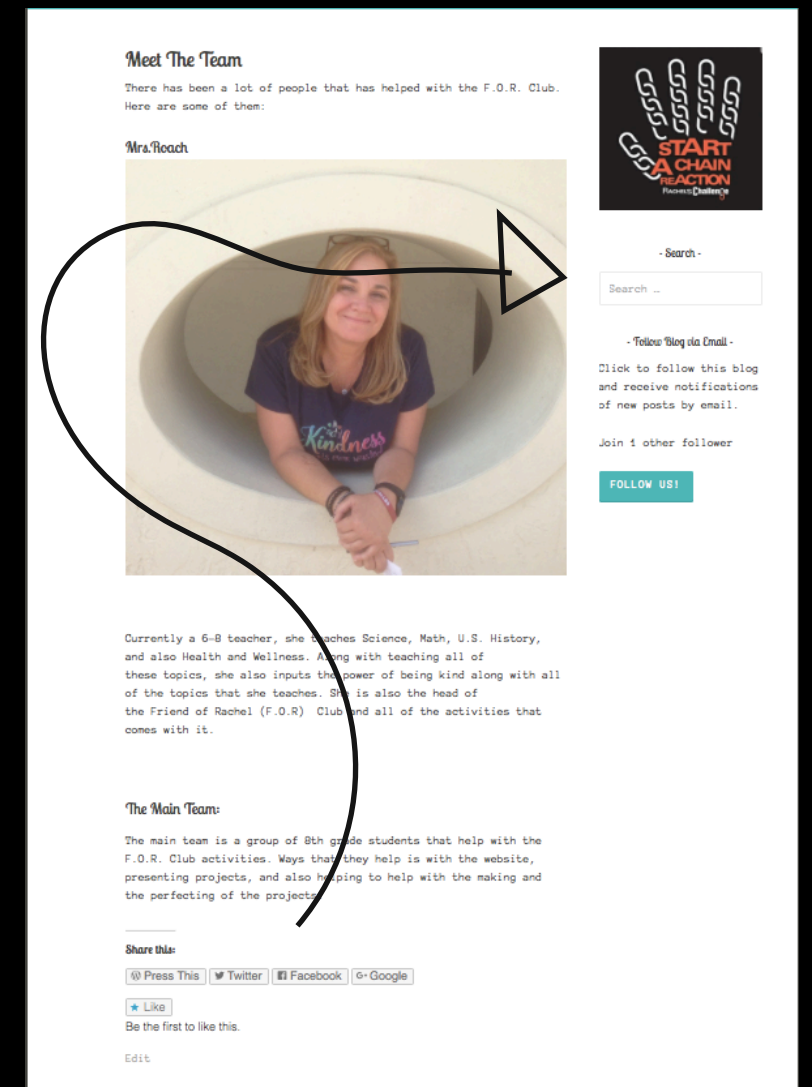 Meet The Team
There has been a lot of people that has helped with the F.O.R. Club.
Here are some of them:
Mrs.Roach
Kindness
Currently a 6-8 teacher, she teaches Science, Math, U.S. History,
and also Health and Wellness. Along with teaching all of
these topics, she also inputs the power of being kind along with all
of the topics that she teaches. She is also the head of
the Friend of Rachel (F.O.R) Club and all of the activities that
comes with it.
The Main Team:
The main team is a group of 8th grade students that help with the
F.O.R. Club activities. Ways that they help is with the website,
presenting projects, and also helping to help with the making and
the perfecting of the projects
Share this:
Press This Twitter Facebook G+ Google
Like
Be the first to like this.
Edit
START
A CHAIN
REACTION
RACHEL'S Challenge
- Search -
Search …
- Follow Blog via Email -
Click to follow this blog
and receive notifications
of new posts by email.
Join 1 other follower
FOLLOW US!